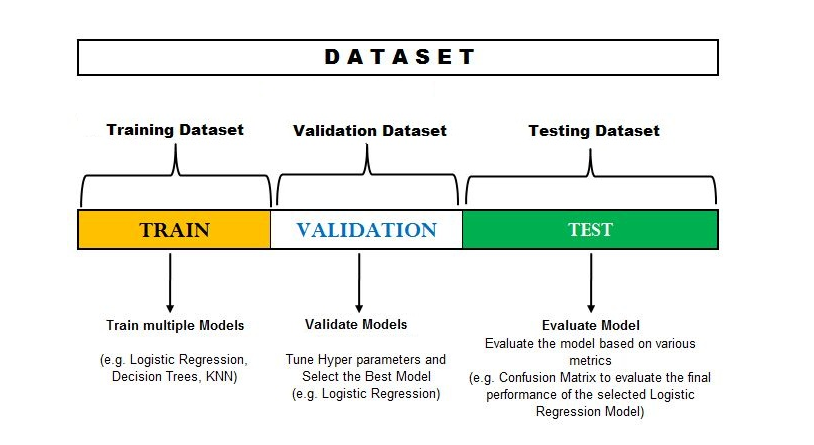 DATASET
Training Dataset
Validation Dataset
Testing Dataset
TRAIN
VALIDATION
TEST
Train multiple Models
(e.g. Logistic Regression,
Decision Trees, KNN)
Validate Models
Tune Hyper parameters and
Select the Best Model
(e.g. Logistic Regression)
Evaluate Model
Evaluate the model based on various
metrics
(e.g. Confusion Matrix to evaluate the final
performance of the selected Logistic
Regression Model)